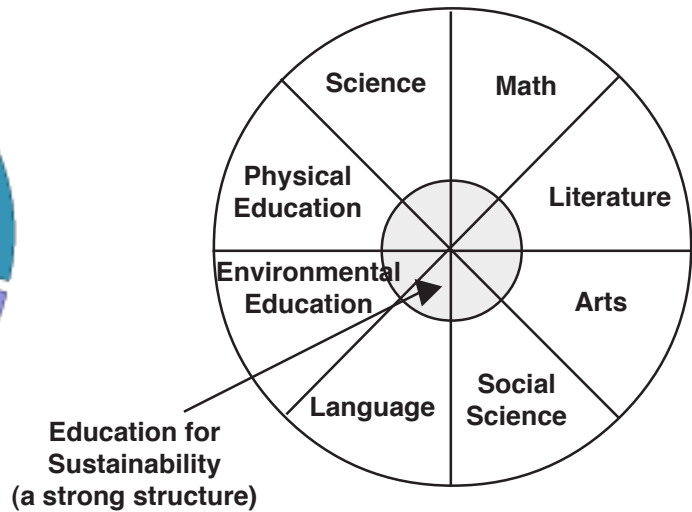 Science
Math
Physical
Education
Literature
Environmental
Education
Arts
Language
Social
Science
Education for
Sustainability
(a strong structure)